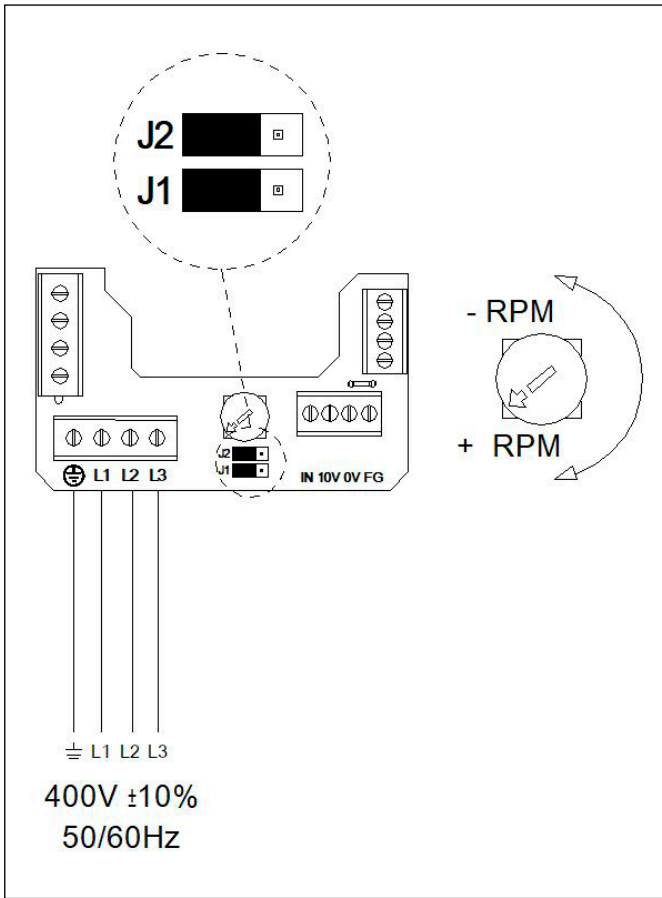 J2
J1
- RPM
+ RPM
J2
J1
L1 L2 L3
IN 10V 0V FG
L1 L2 L3
400V ±10%
50/60Hz